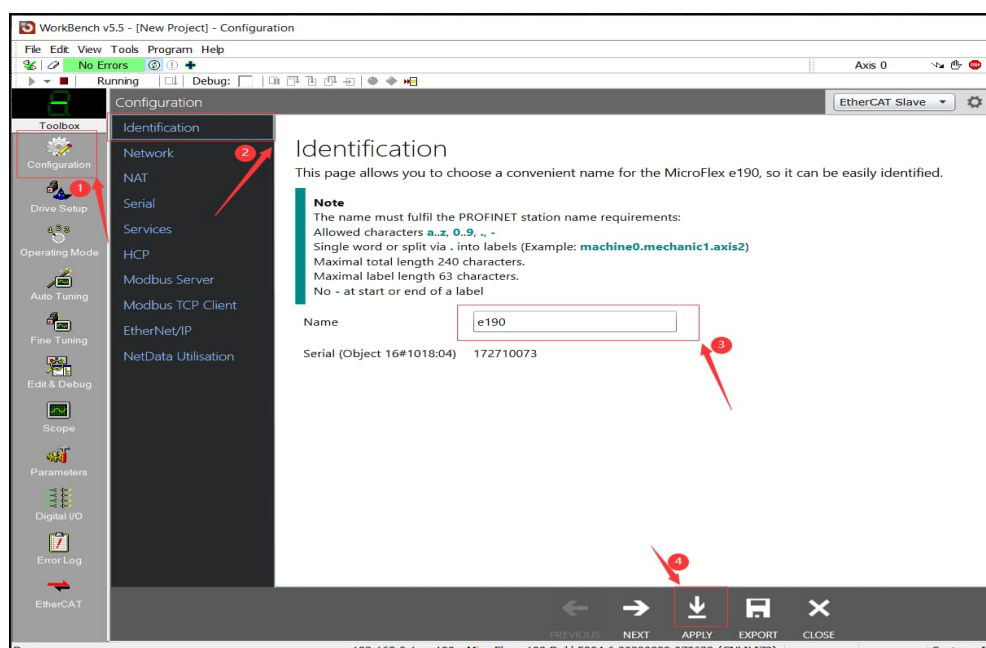 WorkBench v5.5 - [New Project] - Configuration
File Edit View Tools Program Help
No Errors
Axis 0
Running Debug:
Configuration
EtherCAT Slave
Toolbox
Configuration
1
Drive Setup
Operating Mode
Auto Tuning
Fine Tuning
Edit & Debug
Scope
Parameters
Digital I/O
Error Log
EtherCAT
Identification
Network
2
NAT
Serial
Services
HCP
Modbus Server
Modbus TCP Client
EtherNet/IP
NetData Utilisation
Identification
This page allows you to choose a convenient name for the MicroFlex e190, so it can be easily identified.
Note
The name must fulfil the PROFINET station name requirements:
Allowed characters a..z, 0..9, ., -
Single word or split via . into labels (Example: machine0.mechanic1.axis2)
Maximal total length 240 characters.
Maximal label length 63 characters.
No - at start or end of a label
Name e190
3
Serial (Object 16#1018:04) 172710073
4
PREVIOUS NEXT APPLY EXPORT CLOSE